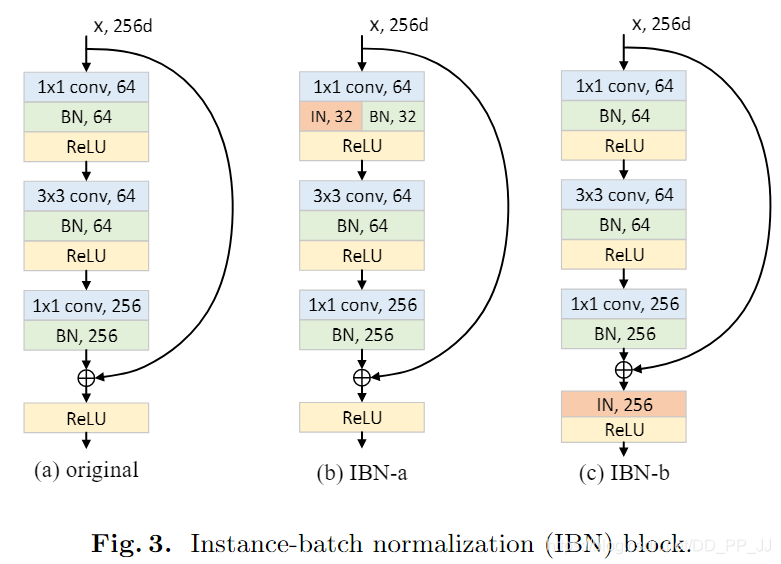 x, 256d
1x1 conv, 64
BN, 64
ReLU
3x3 conv, 64
BN, 64
ReLU
1x1 conv, 256
BN, 256
ReLU
(a) original
x, 256d
1x1 conv, 64
IN, 32 BN, 32
ReLU
3x3 conv, 64
BN, 64
ReLU
1x1 conv, 256
BN, 256
ReLU
(b) IBN-a
x, 256d
1x1 conv, 64
BN, 64
ReLU
3x3 conv, 64
BN, 64
ReLU
1x1 conv, 256
BN, 256
IN, 256
ReLU
(c) IBN-b
Fig. 3. Instance-batch normalization (IBN) block.